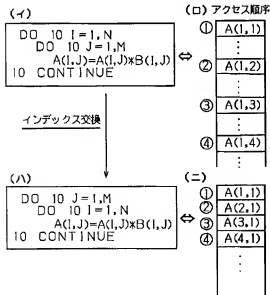 (イ)
DO 10 I=1,N
DO 10 J=1,M
A(I,J)=A(I,J)*B(I,J)
10 CONTINUE
⇔
(ロ) アクセス順序
① A(1,1)
⋮
② A(1,2)
⋮
③ A(1,3)
⋮
④ A(1,4)
⋮
インデックス交換
(ハ)
DO 10 J=1,M
DO 10 I=1,N
A(I,J)=A(I,J)*B(I,J)
10 CONTINUE
⇔
(ニ)
① A(1,1)
② A(2,1)
③ A(3,1)
④ A(4,1)
⋮